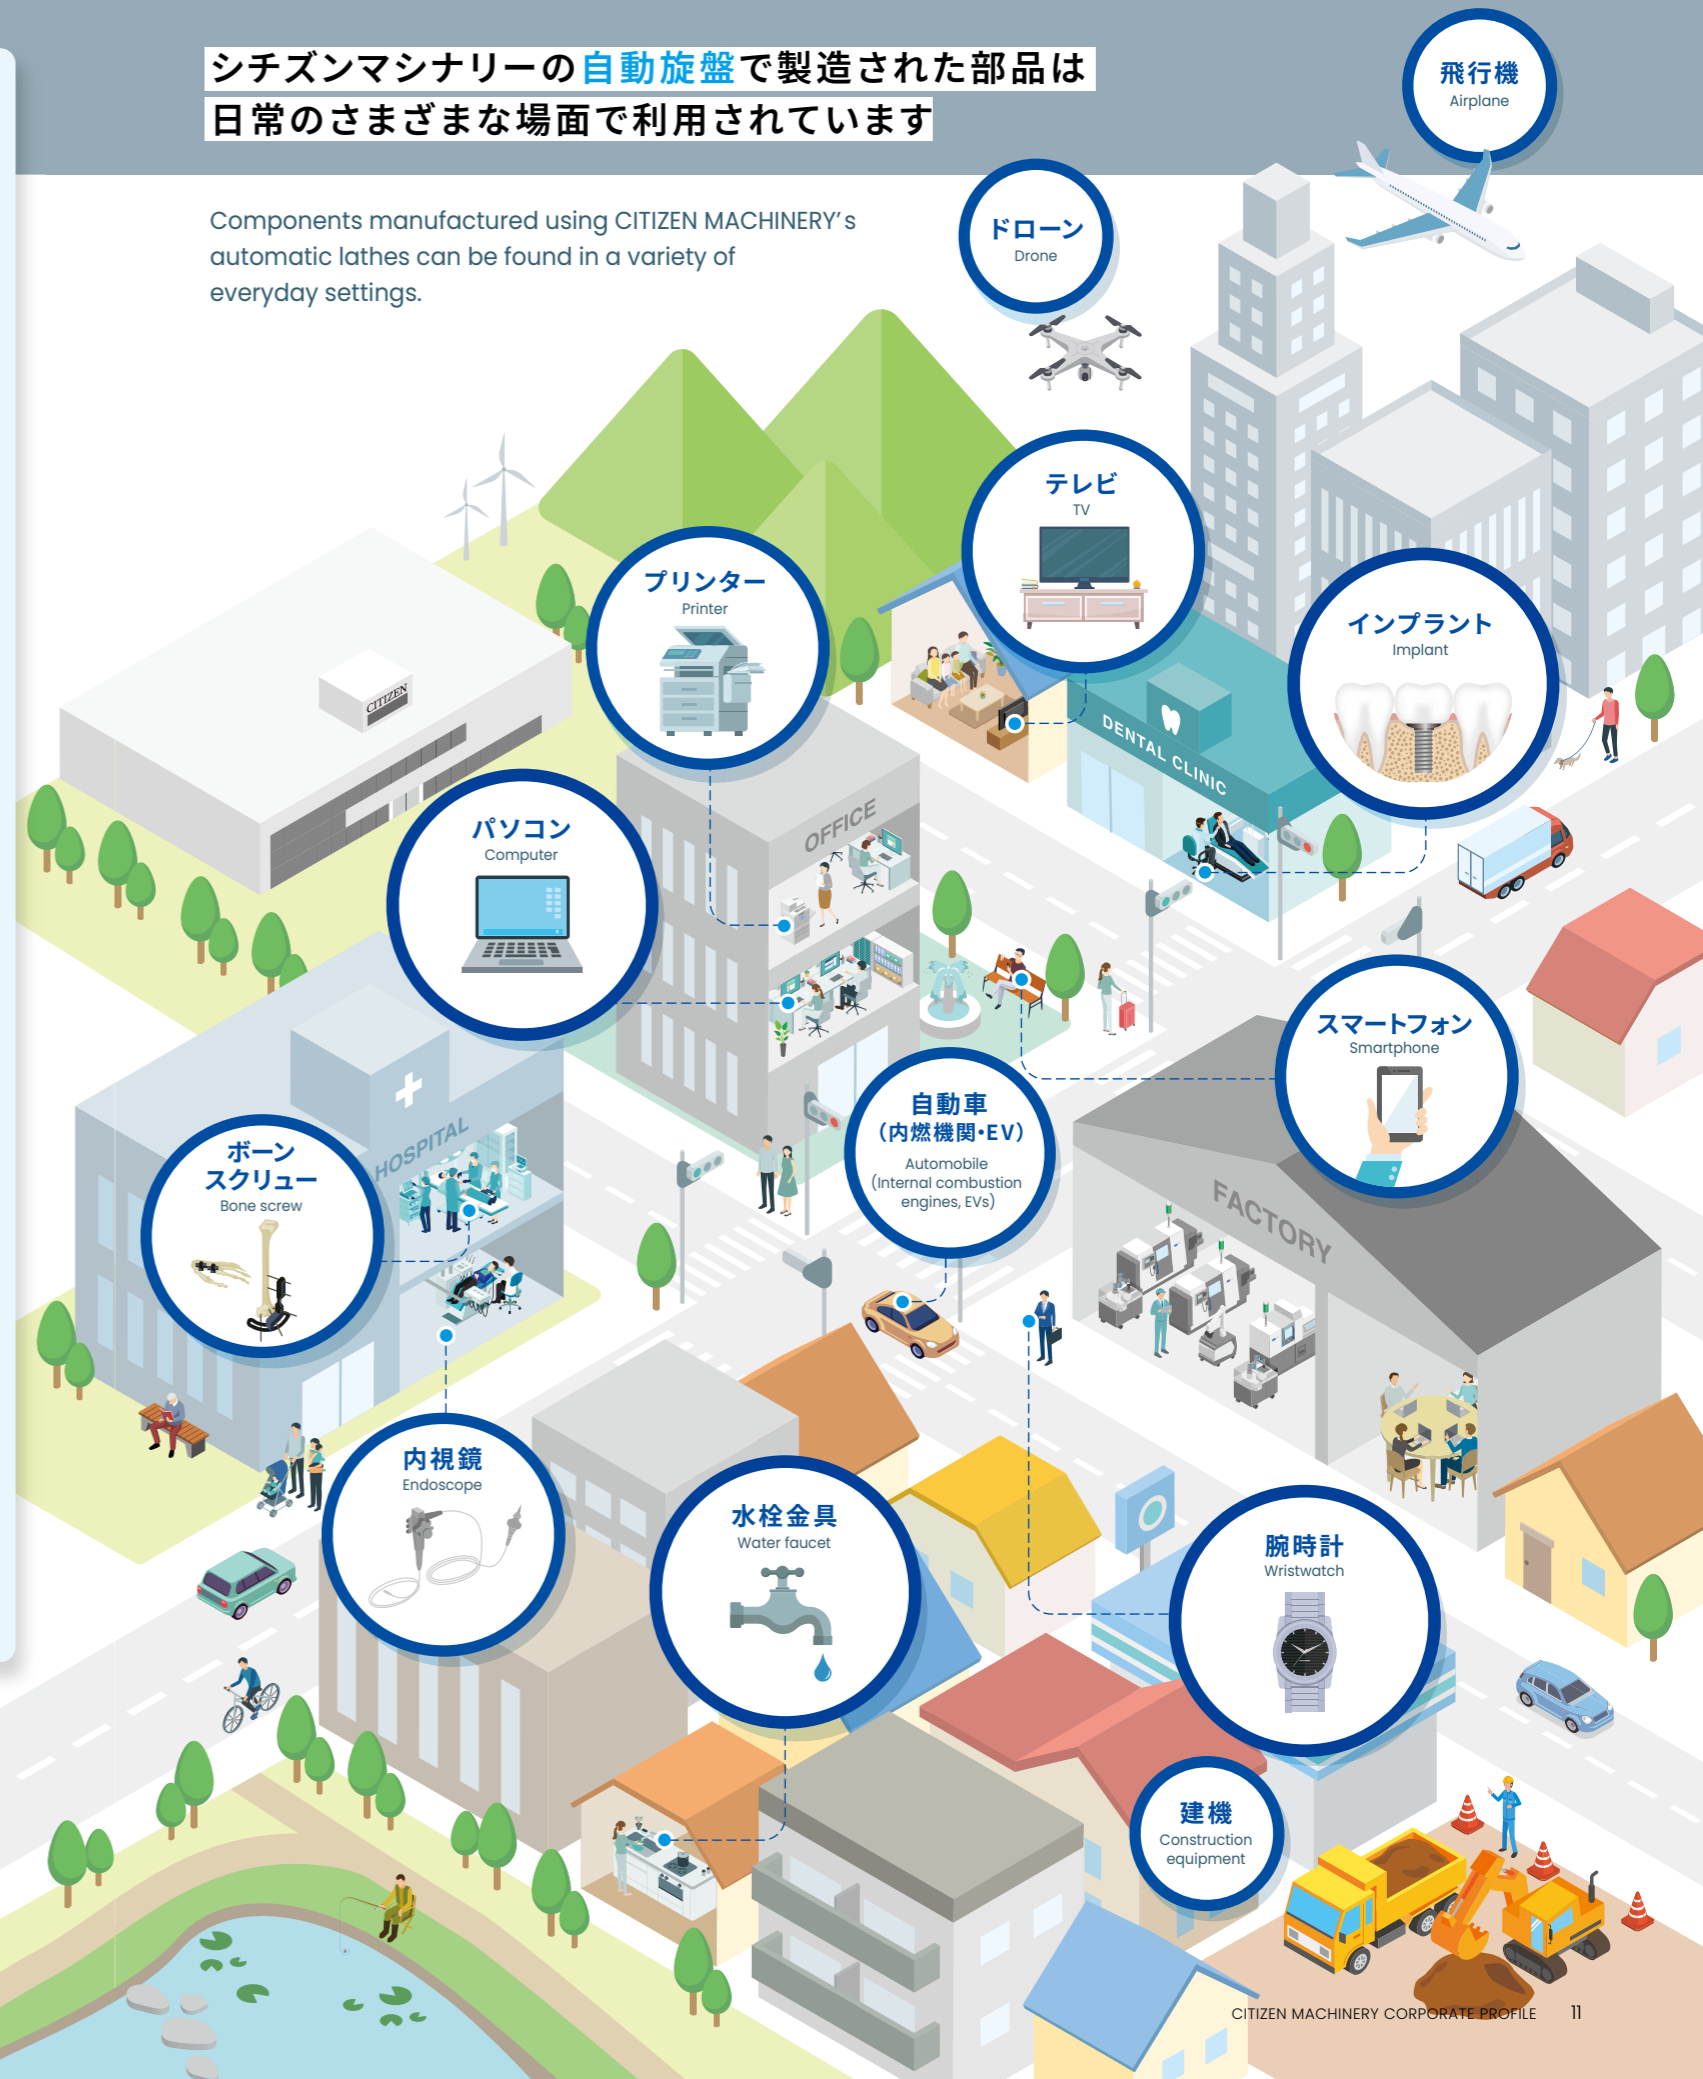 シチズンマシナリーの自動旋盤で製造された部品は
日常のさまざまな場面で利用されています
Components manufactured using CITIZEN MACHINERY's
automatic lathes can be found in a variety of
everyday settings.
飛行機
Airplane
ドローン
Drone
テレビ
TV
プリンター
Printer
インプラント
Implant
CITIZEN
DENTAL CLINIC
パソコン
Computer
OFFICE
スマートフォン
Smartphone
自動車
（内燃機関・EV）
Automobile
(Internal combustion
engines, EVs)
HOSPITAL
ボーン
スクリュー
Bone screw
FACTORY
内視鏡
Endoscope
水栓金具
Water faucet
腕時計
Wristwatch
建機
Construction
equipment
CITIZEN MACHINERY CORPORATE PROFILE 11